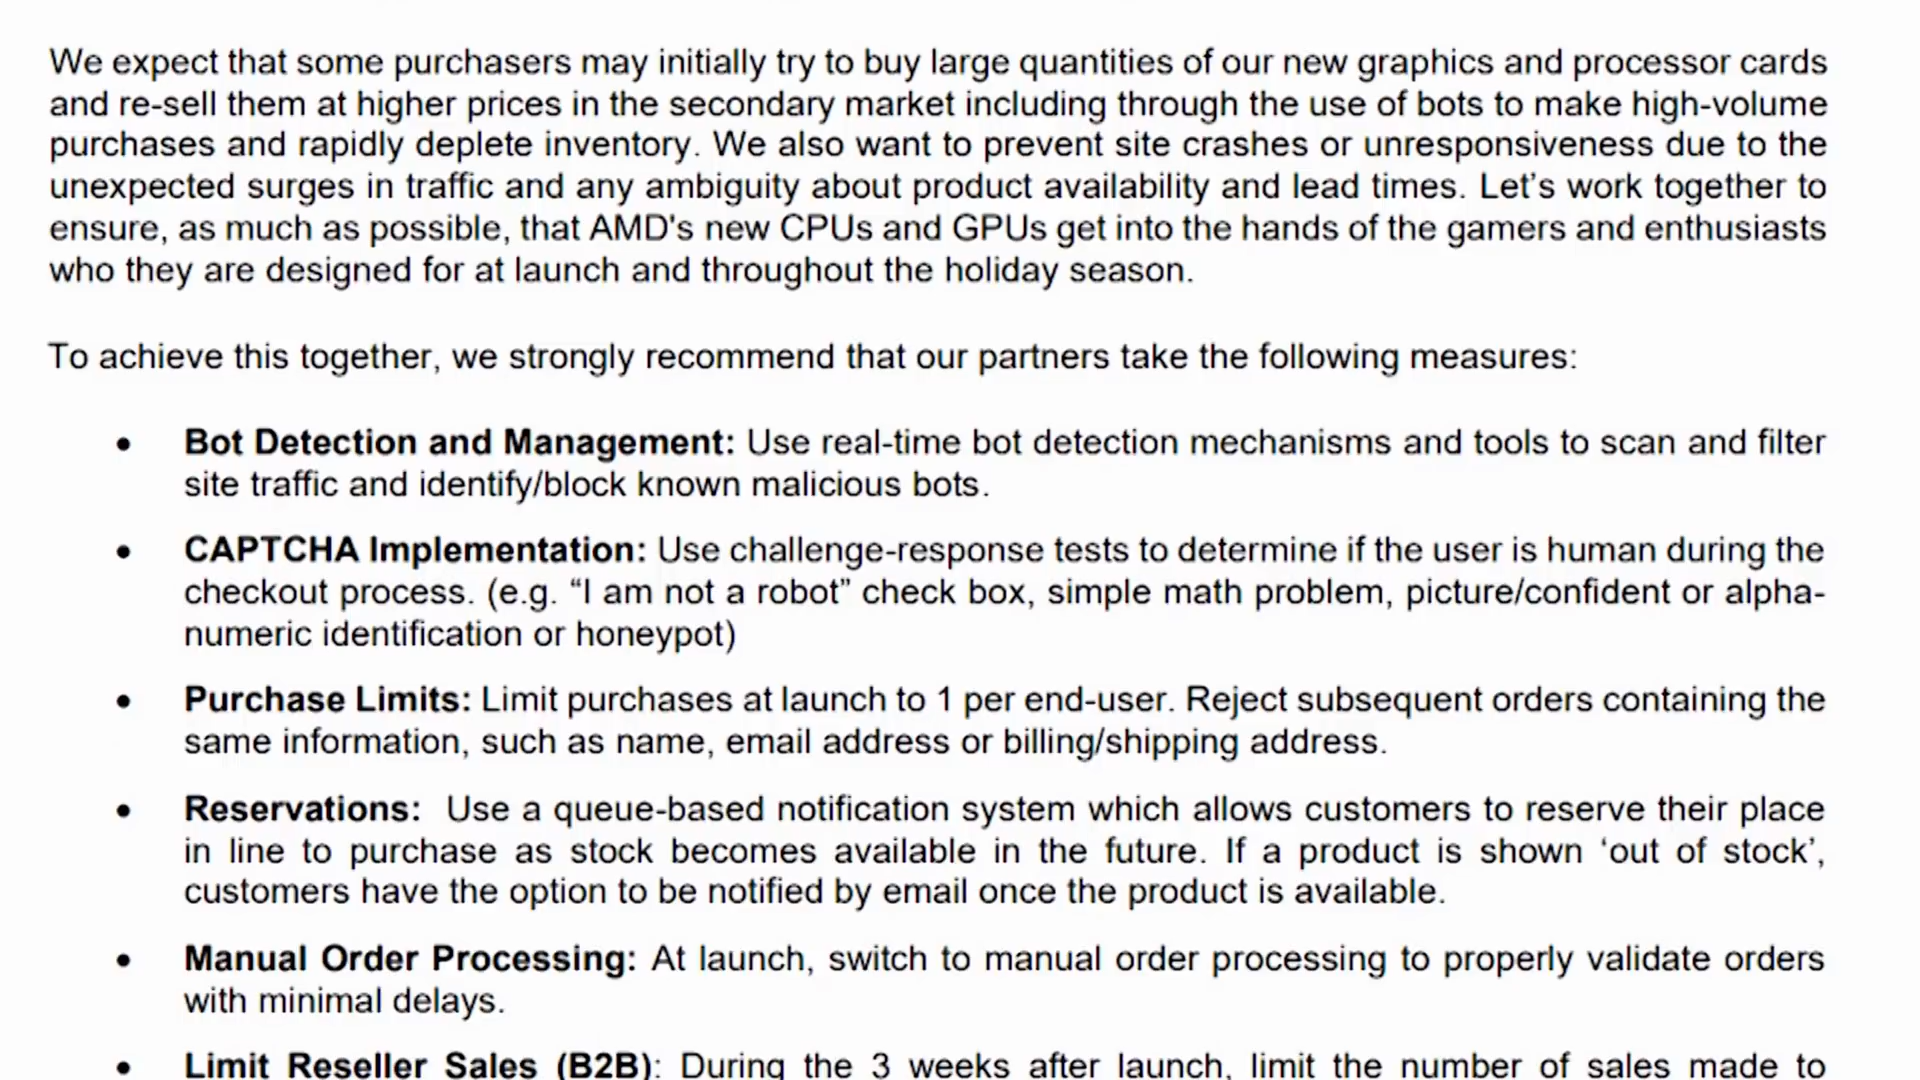 We expect that some purchasers may initially try to buy large quantities of our new graphics and processor cards
and re-sell them at higher prices in the secondary market including through the use of bots to make high-volume
purchases and rapidly deplete inventory. We also want to prevent site crashes or unresponsiveness due to the
unexpected surges in traffic and any ambiguity about product availability and lead times. Let’s work together to
ensure, as much as possible, that AMD's new CPUs and GPUs get into the hands of the gamers and enthusiasts
who they are designed for at launch and throughout the holiday season.
To achieve this together, we strongly recommend that our partners take the following measures:
• Bot Detection and Management: Use real-time bot detection mechanisms and tools to scan and filter
site traffic and identify/block known malicious bots.
• CAPTCHA Implementation: Use challenge-response tests to determine if the user is human during the
checkout process. (e.g. “I am not a robot” check box, simple math problem, picture/confident or alpha-
numeric identification or honeypot)
• Purchase Limits: Limit purchases at launch to 1 per end-user. Reject subsequent orders containing the
same information, such as name, email address or billing/shipping address.
• Reservations: Use a queue-based notification system which allows customers to reserve their place
in line to purchase as stock becomes available in the future. If a product is shown ‘out of stock’,
customers have the option to be notified by email once the product is available.
• Manual Order Processing: At launch, switch to manual order processing to properly validate orders
with minimal delays.
• Limit Reseller Sales (B2B): During the 3 weeks after launch, limit the number of sales made to